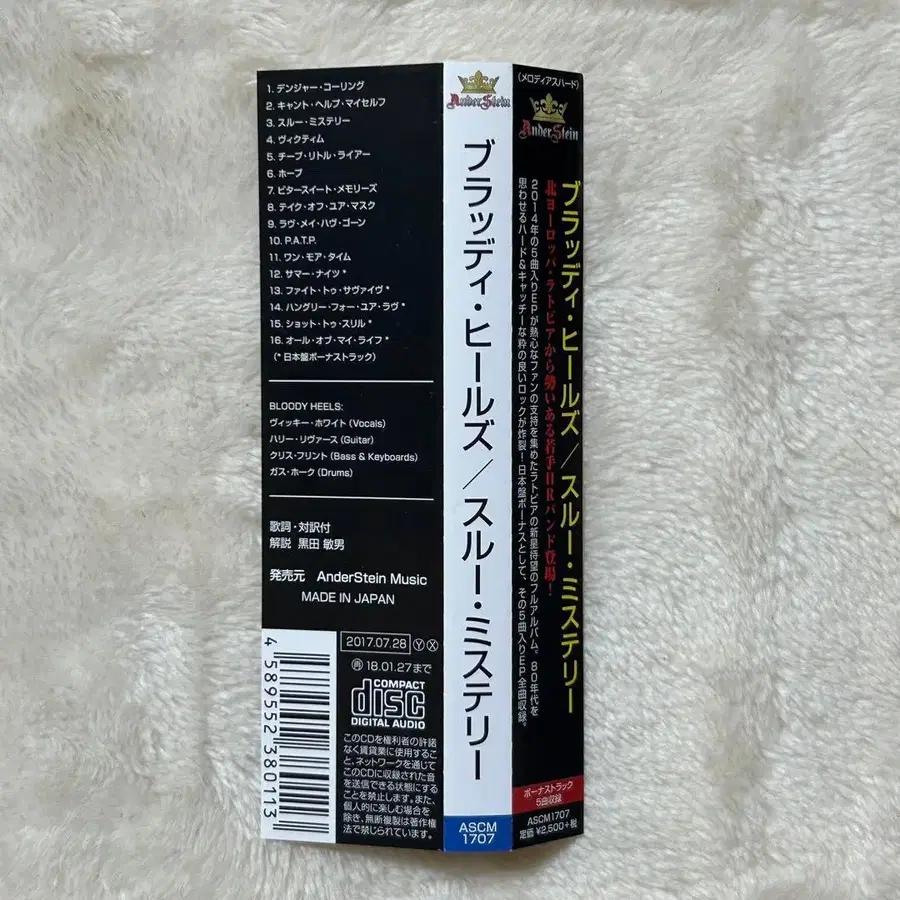 1. デンジャー・コーリング
2. キャント・ヘルプ・マイセルフ
3. スルー・ミステリー
4. ヴィクティム
5. チープ・リトル・ライアー
6. ホープ
7. ビタースイート・メモリーズ
8. テイク・オフ・ユア・マスク
9. ラヴ・メイ・ハヴ・ゴーン
10. P.A.T.P.
11. ワン・モア・タイム
12. サマー・ナイツ*
13. ファイト・トゥ・サヴァイヴ*
14. ハングリー・フォー・ユア・ラヴ*
15. ショット・トゥ・スリル*
16. オール・オブ・マイ・ライフ*
(*日本盤ボーナストラック)
BLOODY HEELS:
ヴィッキー・ホワイト (Vocals)
ハリー・リヴァース (Guitar)
クリス・フリント (Bass & Keyboards)
ガス・ホーク (Drums)
歌詞・対訳付
解説 黒田 敏男
発売元 AnderStein Music
MADE IN JAPAN
4589552380113
2017.07.28 Ⓨ Ⓧ
18.01.27まで
COMPACT
disc
DIGITAL AUDIO
このCDを権利者の許諾
なく賃貸業に使用するこ
と、ネットワークを通じて
このCDに収録された音
を送信できる状態にする
ことを禁止します。また、
個人的に楽しむ場合を
除き、無断複製は著作権
法で禁じられています。
AnderStein
ブラッディ・ヒールズ/スルー・ミステリー
ASCM
1707
(メロディアスハード)
AnderStein
ブラッディ・ヒールズ/スルー・ミステリー
北ヨーロッパ・ラトビアから勢いある若手HRバンド登場!
2014年の5曲入りEPが熱心なファンの支持を集めたラトビアの新星待望のフルアルバム。80年代を
思わせるハード&キャッチーな粋の良いロックが炸裂!日本盤ボーナスとして、その5曲入りEP全曲収録。
ボーナストラック
5曲収録
ASCM1707
定価 ¥2,500+税